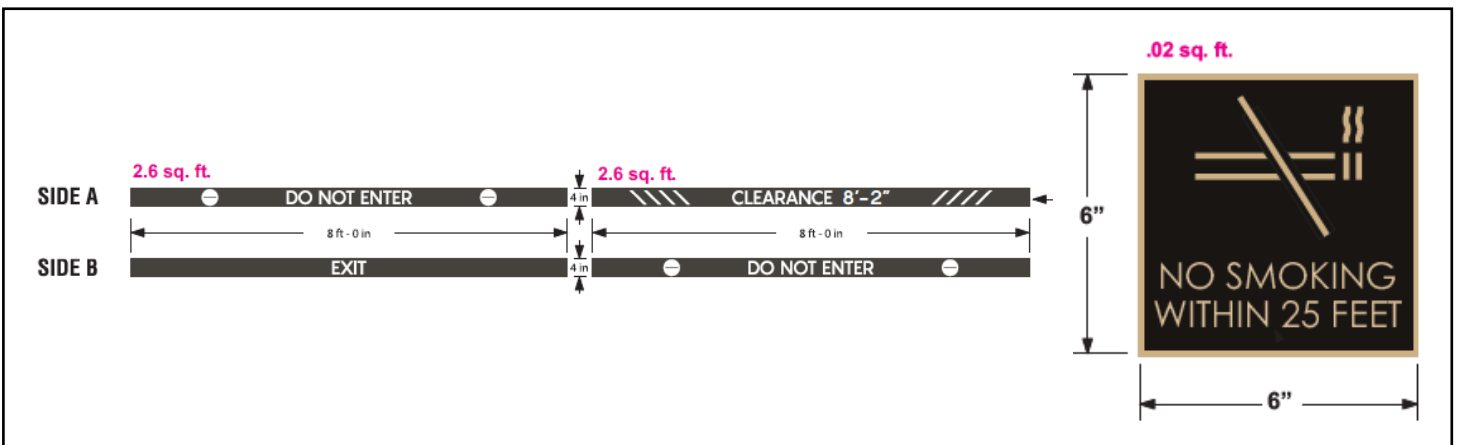 .02 sq. ft.
2.6 sq. ft.
2.6 sq. ft.
SIDE A
DO NOT ENTER
4 in
CLEARANCE 8'-2"
8 ft - 0 in
8 ft - 0 in
SIDE B
EXIT
4 in
DO NOT ENTER
6”
NO SMOKING
WITHIN 25 FEET
6”